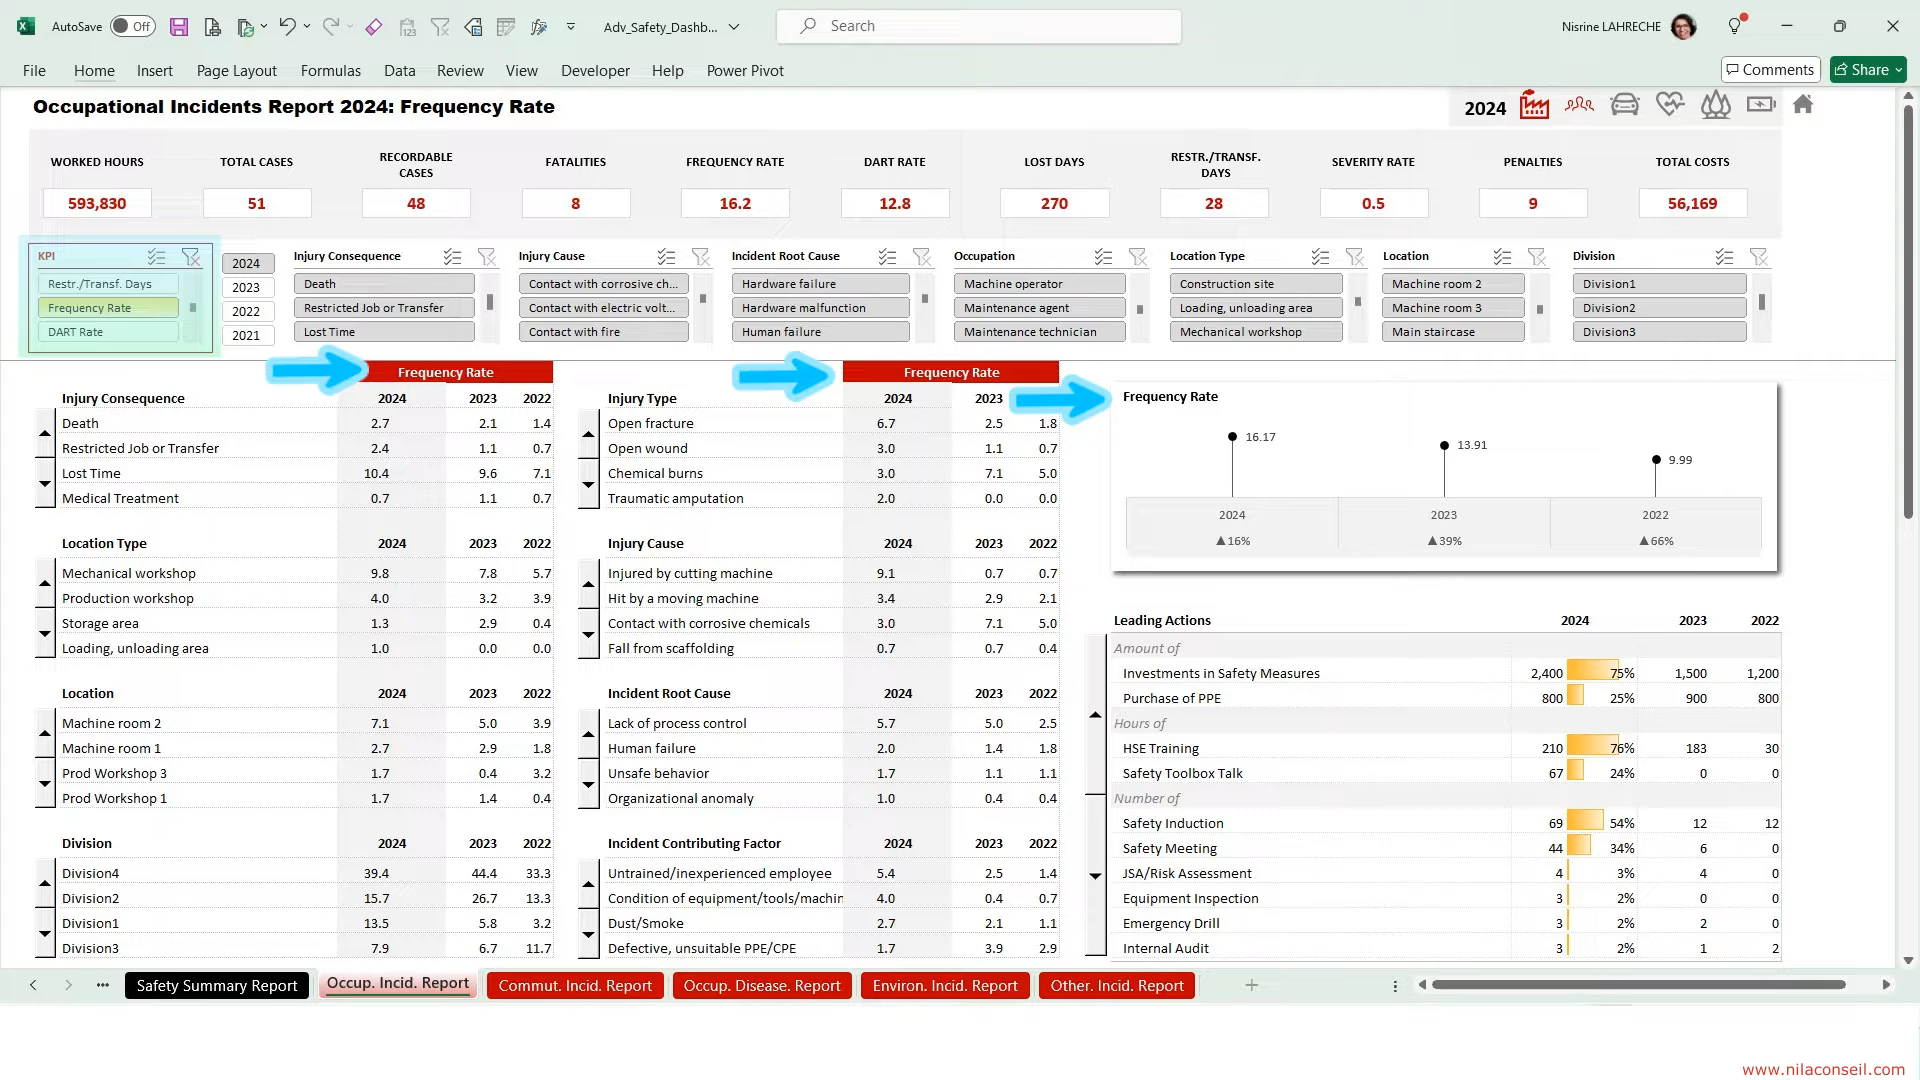 AutoSave Off Adv_Safety_Dashb... Search Nisrine LAHRECHE
File Home Insert Page Layout Formulas Data Review View Developer Help Power Pivot Comments Share
Occupational Incidents Report 2024: Frequency Rate 2024
WORKED HOURS TOTAL CASES RECORDABLE CASES FATALITIES FREQUENCY RATE DART RATE LOST DAYS RESTR./TRANSF. DAYS SEVERITY RATE PENALTIES TOTAL COSTS
593,830 51 48 8 16.2 12.8 270 28 0.5 9 56,169
KPI
Restr./Transf. Days
Frequency Rate
DART Rate
2024
2023
2022
2021
Injury Consequence
Death
Restricted Job or Transfer
Lost Time
Injury Cause
Contact with corrosive ch...
Contact with electric volt...
Contact with fire
Incident Root Cause
Hardware failure
Hardware malfunction
Human failure
Occupation
Machine operator
Maintenance agent
Maintenance technician
Location Type
Construction site
Loading, unloading area
Mechanical workshop
Location
Machine room 2
Machine room 3
Main staircase
Division
Division1
Division2
Division3
Frequency Rate
Injury Consequence 2024 2023 2022
Death 2.7 2.1 1.4
Restricted Job or Transfer 2.4 1.1 0.7
Lost Time 10.4 9.6 7.1
Medical Treatment 0.7 1.1 0.7
Location Type 2024 2023 2022
Mechanical workshop 9.8 7.8 5.7
Production workshop 4.0 3.2 3.9
Storage area 1.3 2.9 0.4
Loading, unloading area 1.0 0.0 0.0
Location 2024 2023 2022
Machine room 2 7.1 5.0 3.9
Machine room 1 2.7 2.9 1.8
Prod Workshop 3 1.7 0.4 3.2
Prod Workshop 1 1.7 1.4 0.4
Division 2024 2023 2022
Division4 39.4 44.4 33.3
Division2 15.7 26.7 13.3
Division1 13.5 5.8 3.2
Division3 7.9 6.7 11.7
Frequency Rate
Injury Type 2024 2023
Open fracture 6.7 2.5 1.8
Open wound 3.0 1.1 0.7
Chemical burns 3.0 7.1 5.0
Traumatic amputation 2.0 0.0 0.0
Injury Cause 2024 2023 2022
Injured by cutting machine 9.1 0.7 0.7
Hit by a moving machine 3.4 2.9 2.1
Contact with corrosive chemicals 3.0 7.1 5.0
Fall from scaffolding 0.7 0.7 0.4
Incident Root Cause 2024 2023 2022
Lack of process control 5.7 5.0 2.5
Human failure 2.0 1.4 1.8
Unsafe behavior 1.7 1.1 1.1
Organizational anomaly 1.0 0.4 0.4
Incident Contributing Factor 2024 2023 2022
Untrained/inexperienced employee 5.4 2.5 1.4
Condition of equipment/tools/machin 4.0 0.4 0.7
Dust/Smoke 2.7 2.1 1.1
Defective, unsuitable PPE/CPE 1.7 3.9 2.9
Frequency Rate
16.17 13.91 9.99
2024 2023 2022
▲16% ▲39% ▲66%
Leading Actions 2024 2023 2022
Amount of
Investments in Safety Measures 2,400 75% 1,500 1,200
Purchase of PPE 800 25% 900 800
Hours of
HSE Training 210 76% 183 30
Safety Toolbox Talk 67 24% 0 0
Number of
Safety Induction 69 54% 12 12
Safety Meeting 44 34% 6 0
JSA/Risk Assessment 4 3% 4 0
Equipment Inspection 3 2% 0 0
Emergency Drill 3 2% 2 0
Internal Audit 3 2% 1 2
Safety Summary Report Occup. Incid. Report Commut. Incid. Report Occup. Disease. Report Environ. Incid. Report Other. Incid. Report
www.nilaconseil.com